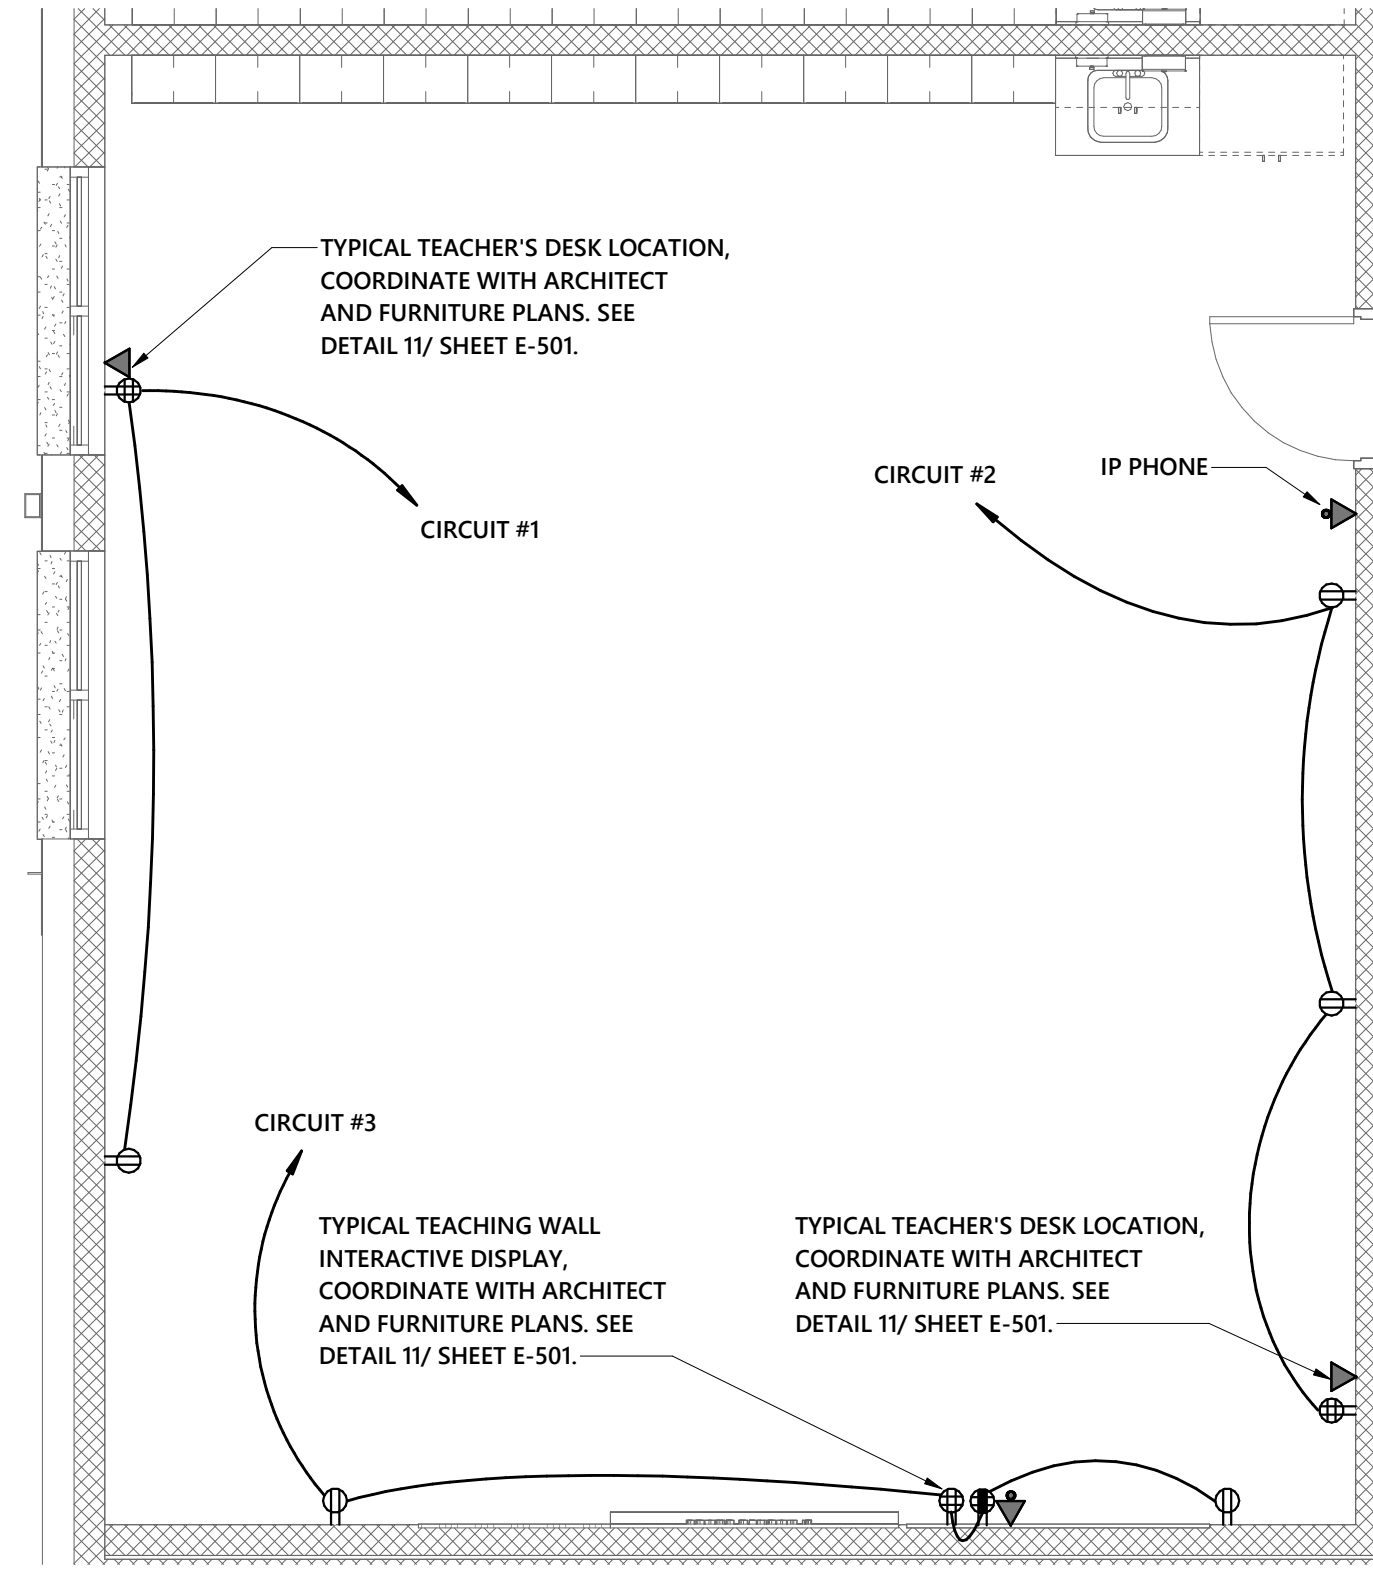 TYPICAL TEACHER'S DESK LOCATION,
COORDINATE WITH ARCHITECT
AND FURNITURE PLANS. SEE
DETAIL 11/ SHEET E-501.
CIRCUIT #1
CIRCUIT #2
IP PHONE
CIRCUIT #3
TYPICAL TEACHING WALL
INTERACTIVE DISPLAY,
COORDINATE WITH ARCHITECT
AND FURNITURE PLANS. SEE
DETAIL 11/ SHEET E-501.
TYPICAL TEACHER'S DESK LOCATION,
COORDINATE WITH ARCHITECT
AND FURNITURE PLANS. SEE
DETAIL 11/ SHEET E-501.